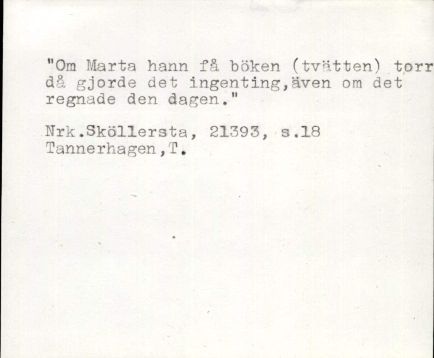 "Om Marta hann få böken (tvätten) torr
då gjorde det ingenting,även om det
regnade den dagen."
Nrk.Sköllersta, 21393, s.18
Tannerhagen,T.